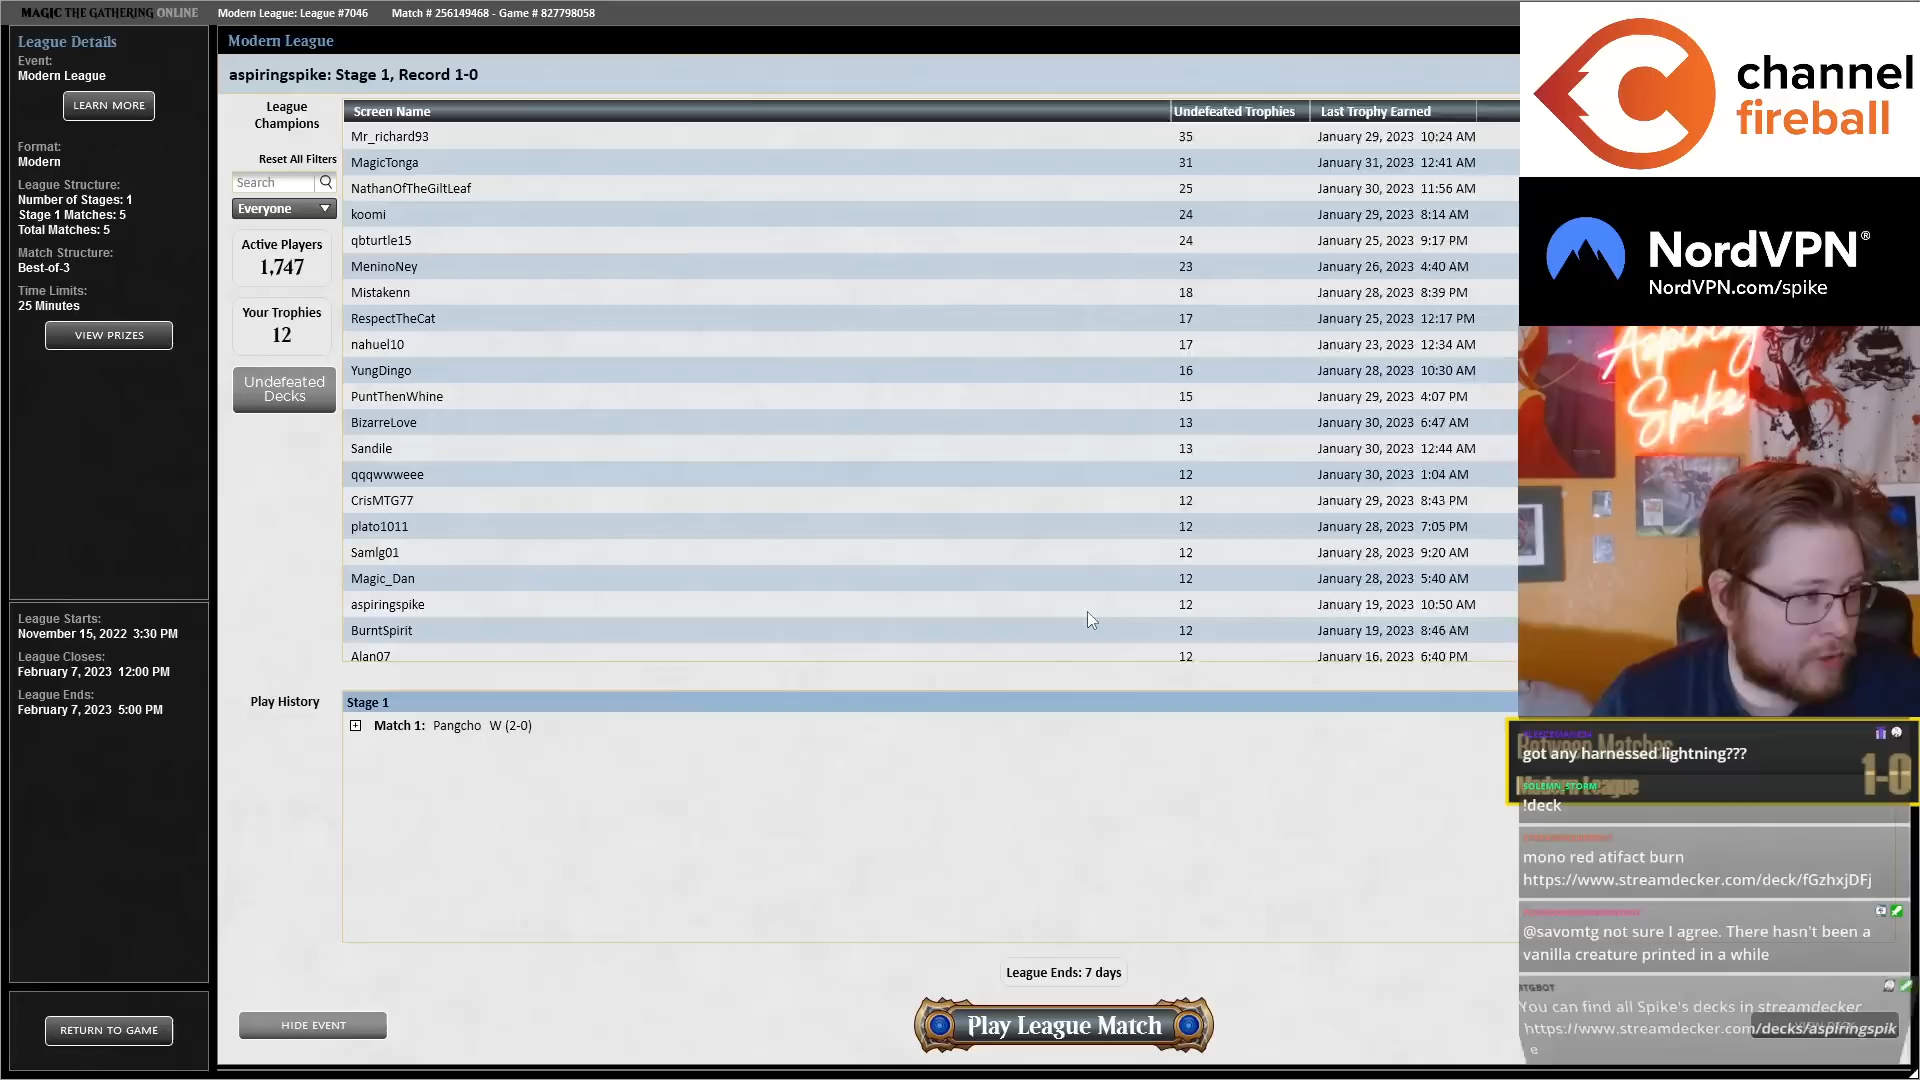 MAGIC THE GATHERING ONLINE
Modern League: League #7046
Match # 256149468 - Game # 827798058
League Details
Event:
Modern League
LEARN MORE
Format:
Modern
League Structure:
Number of Stages: 1
Stage 1 Matches: 5
Total Matches: 5
Match Structure:
Best-of-3
Time Limits:
25 Minutes
VIEW PRIZES
League Starts:
November 15, 2022 3:30 PM
League Closes:
February 7, 2023 12:00 PM
League Ends:
February 7, 2023 5:00 PM
RETURN TO GAME
Modern League
aspiringspike: Stage 1, Record 1-0
League
Champions
Reset All Filters
Search
Everyone
Active Players
1,747
Your Trophies
12
Undefeated
Decks
Screen Name Undefeated Trophies Last Trophy Earned
Mr_richard93 35 January 29, 2023 10:24 AM
MagicTonga 31 January 31, 2023 12:41 AM
NathanOfTheGiltLeaf 25 January 30, 2023 11:56 AM
koomi 24 January 29, 2023 8:14 AM
qbturtle15 24 January 25, 2023 9:17 PM
MeninoNey 23 January 26, 2023 4:40 AM
Mistakenn 18 January 28, 2023 8:39 PM
RespectTheCat 17 January 25, 2023 12:17 PM
nahuel10 17 January 23, 2023 12:34 AM
YungDingo 16 January 28, 2023 10:30 AM
PuntThenWhine 15 January 29, 2023 4:07 PM
BizarreLove 13 January 30, 2023 6:47 AM
Sandile 13 January 30, 2023 12:44 AM
qqqwwweee 12 January 30, 2023 1:04 AM
CrisMTG77 12 January 29, 2023 8:43 PM
plato1011 12 January 28, 2023 7:05 PM
Samlg01 12 January 28, 2023 9:20 AM
Magic_Dan 12 January 28, 2023 5:40 AM
aspiringspike 12 January 19, 2023 10:50 AM
BurntSpirit 12 January 19, 2023 8:46 AM
Alan07 12 January 16, 2023 6:40 PM
Play History
Stage 1
Match 1: Pangcho W (2-0)
League Ends: 7 days
HIDE EVENT
Play League Match
channel
fireball
NordVPN®
NordVPN.com/spike
Aspiring
Spike
Between Matches
got any harnessed lightning???
1-0
Modern League
SOLEMN_STORM
!deck
mono red atifact burn
https://www.streamdecker.com/deck/fGzhxjDFj
@savomtg not sure I agree. There hasn't been a
vanilla creature printed in a while
You can find all Spike's decks in streamdecker
https://www.streamdecker.com/decks/aspiringspik
e